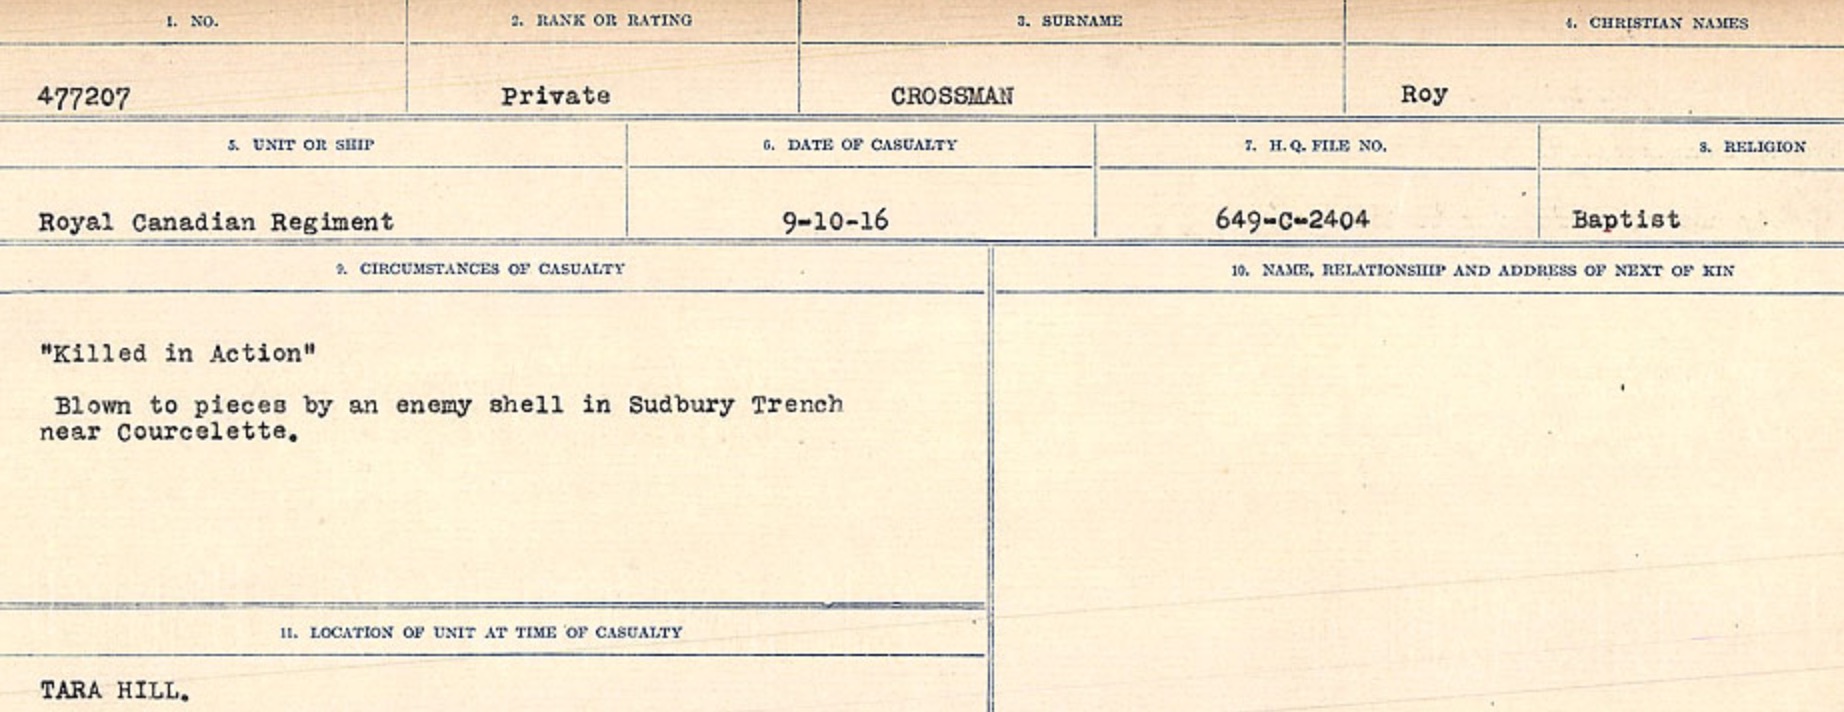 1. NO. 2. RANK OR RATING 3. SURNAME 4. CHRISTIAN NAMES
477207 Private CROSSMAN Roy
5. UNIT OR SHIP 6. DATE OF CASUALTY 7. H.Q. FILE NO. 8. RELIGION
Royal Canadian Regiment 9-10-16 649-C-2404 Baptist
9. CIRCUMSTANCES OF CASUALTY 10. NAME, RELATIONSHIP AND ADDRESS OF NEXT OF KIN
"Killed in Action"
Blown to pieces by an enemy shell in Sudbury Trench
near Courcelette.
11. LOCATION OF UNIT AT TIME OF CASUALTY
TARA HILL.